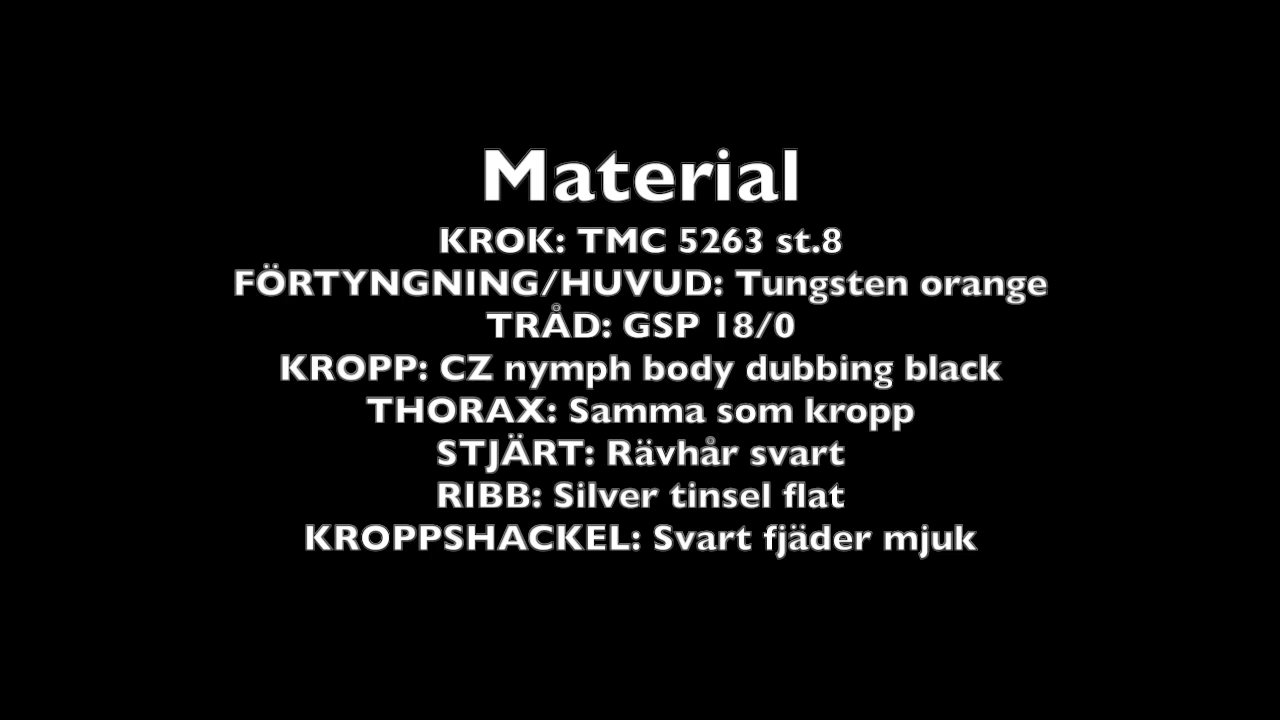 Material
KROK: TMC 5263 st.8
FÖRTYNGNING/HUVUD: Tungsten orange
TRÅD: GSP 18/0
KROPP: CZ nymph body dubbing black
THORAX: Samma som kropp
STJÄRT: Rävhår svart
RIBB: Silver tinsel flat
KROPPSHACKEL: Svart fjäder mjuk